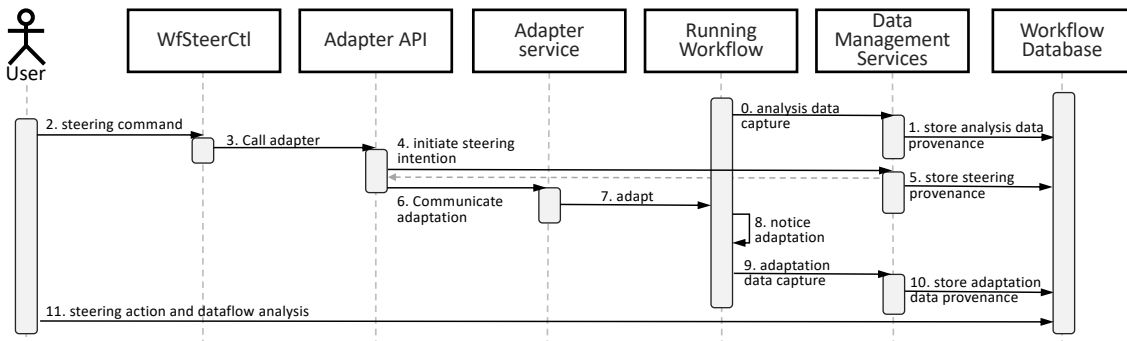 User
WfSteerCtl
Adapter API
Adapter
service
Running
Workflow
Data
Management
Services
Workflow
Database
0. analysis data
capture
1. store analysis data
provenance
2. steering command
3. Call adapter
4. initiate steering
intention
5. store steering
provenance
6. Communicate
adaptation
7. adapt
8. notice
adaptation
9. adaptation
data capture
10. store adaptation
data provenance
11. steering action and dataflow analysis